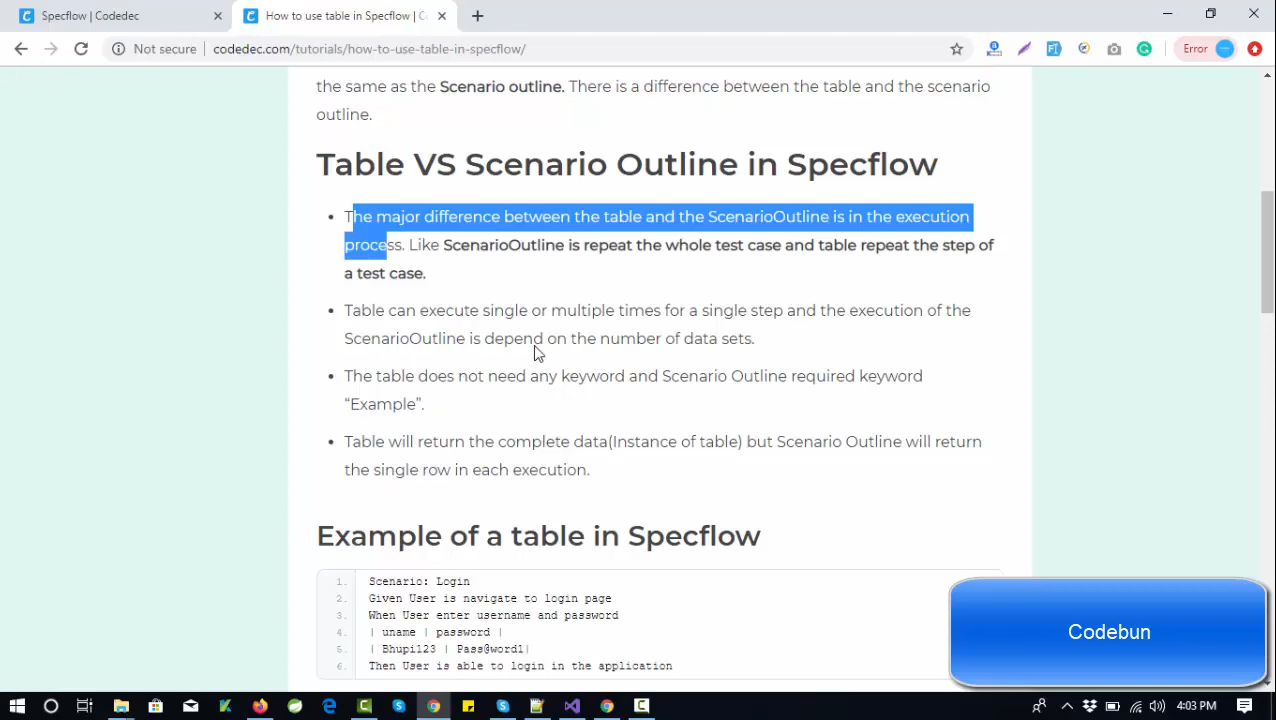 Specflow | Codedec
How to use table in Specflow | C
Not secure | codedec.com/tutorials/how-to-use-table-in-specflow/
Error
the same as the Scenario outline. There is a difference between the table and the scenario
outline.
Table VS Scenario Outline in Specflow
• The major difference between the table and the ScenarioOutline is in the execution
process. Like ScenarioOutline is repeat the whole test case and table repeat the step of
a test case.
• Table can execute single or multiple times for a single step and the execution of the
ScenarioOutline is depend on the number of data sets.
• The table does not need any keyword and Scenario Outline required keyword
“Example”.
• Table will return the complete data(Instance of table) but Scenario Outline will return
the single row in each execution.
Example of a table in Specflow
1. Scenario: Login
2. Given User is navigate to login page
3. When User enter username and password
4. | uname | password |
5. | Bhupi123 | Pass@word1|
6. Then User is able to login in the application
Codebun
4:03 PM